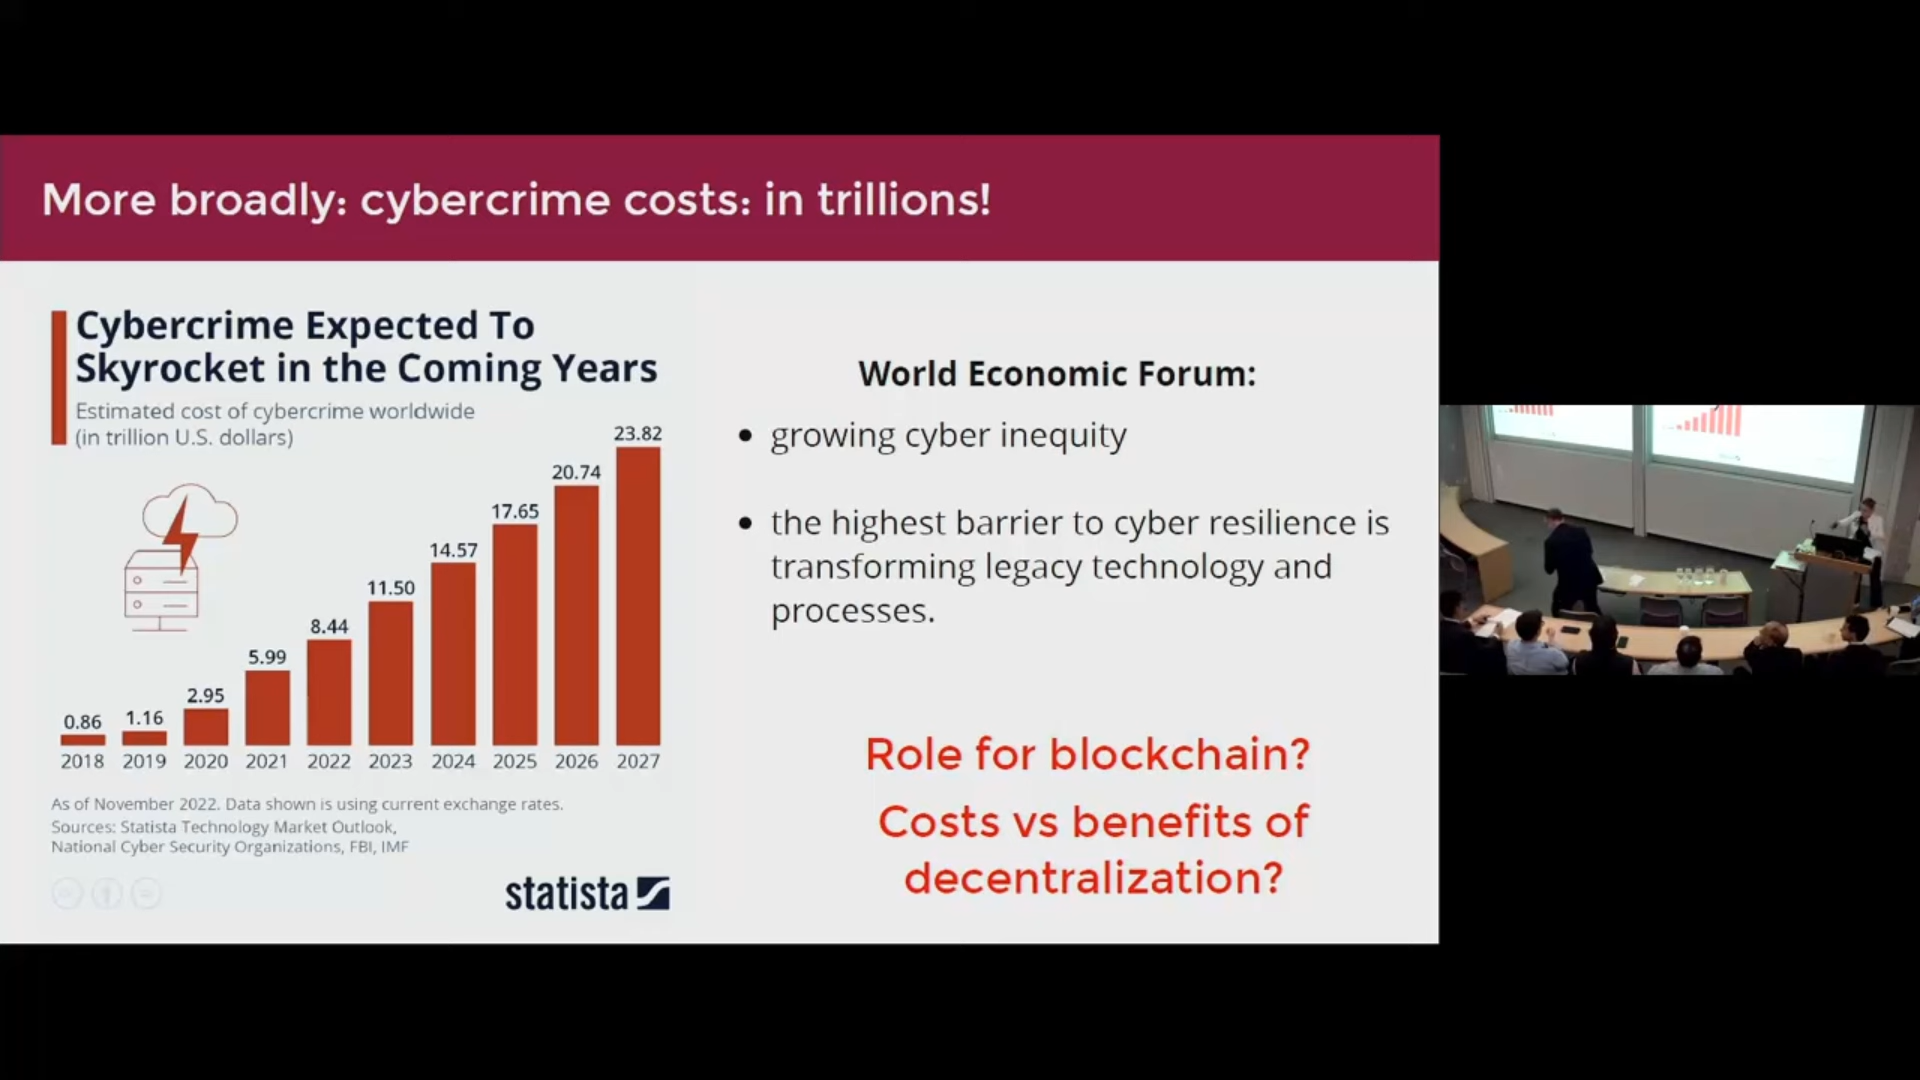 More broadly: cybercrime costs: in trillions!
Cybercrime Expected To
Skyrocket in the Coming Years
Estimated cost of cybercrime worldwide
(in trillion U.S. dollars)
0.86
1.16
2.95
5.99
8.44
11.50
14.57
17.65
20.74
23.82
2018 2019 2020 2021 2022 2023 2024 2025 2026 2027
As of November 2022. Data shown is using current exchange rates.
Sources: Statista Technology Market Outlook,
National Cyber Security Organizations, FBI, IMF
statista
World Economic Forum:
• growing cyber inequity
• the highest barrier to cyber resilience is
transforming legacy technology and
processes.
Role for blockchain?
Costs vs benefits of
decentralization?